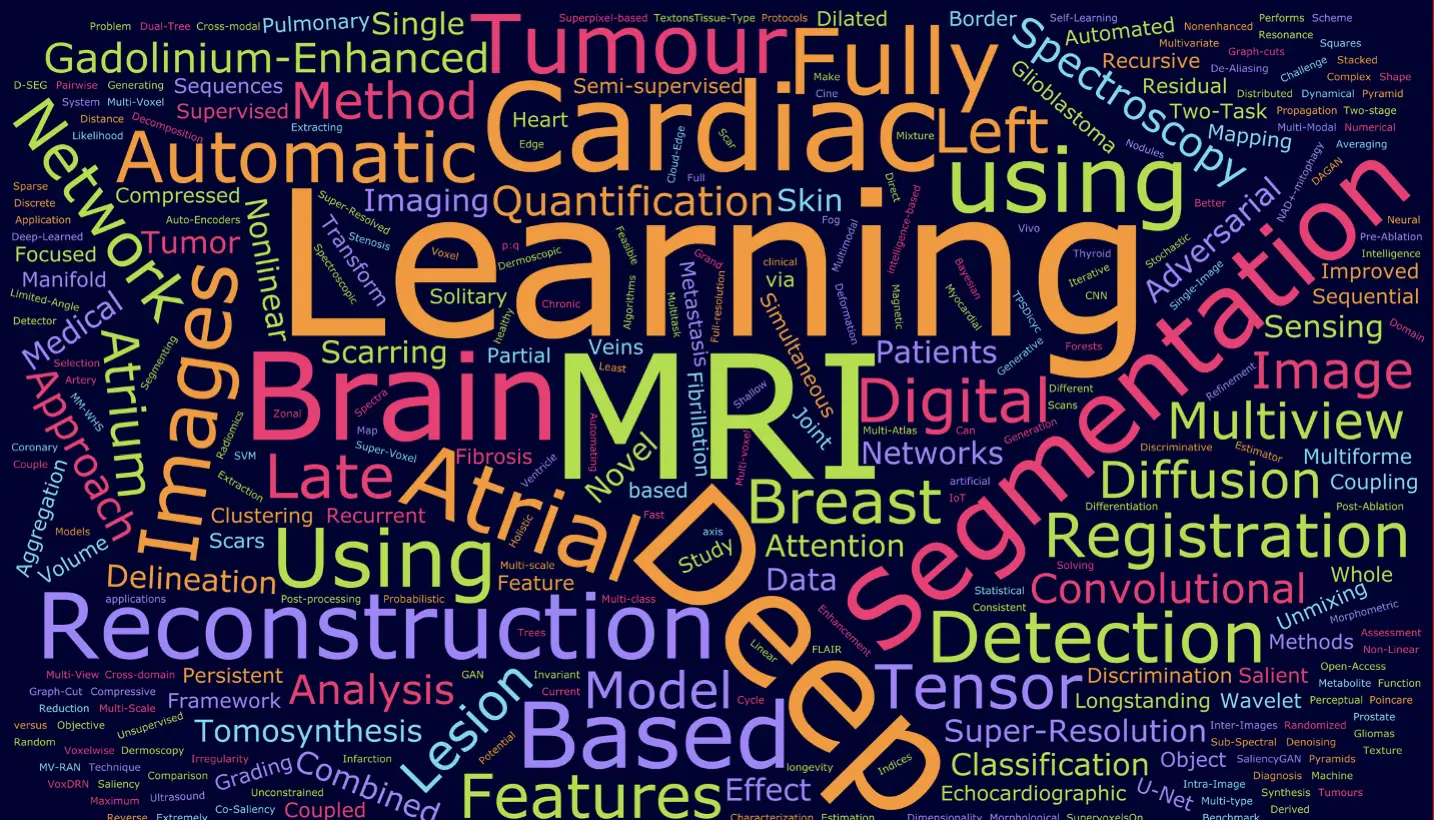 Problem
Dual-Tree
Cross-modal
Pulmonary
Single
Superpixel-based
TextonsTissue-Type
Protocols
Dilated
Border
Self-Learning
Nonenhanced
Performs
Scheme
Tumour
Fully
Automated
Multivariate
Resonance
Squares
Gadolinium-Enhanced
Spectroscopy
Recursive
Graph-cuts
De-Aliasing
Challenge
Stacked
D-SEG
Pairwise
Generating
Sequences
Semi-supervised
Make
Cine
Glioblastoma
Residual
Distributed
Dynamical
Complex
Shape
Pyramid
System
Multi-Voxel
Supervised
Method
Cardiac
Heart
Edge
Scar
Cloud-Edge
Mixture
Left
Two-Task
Propagation
Two-stage
Network
Distance
Decomposition
Likelihood
Extracting
Automatic
Mapping
Multi-Modal
Numerical
Averaging
Nodules
NAD+mitophagy
DAGAN
Sparse
Discrete
Compressed
Imaging
Quantification
Skin
Full
Direct
using
Adversarial
Better
Neural
Application
Auto-Encoders
Super-Resolved
Learning
Intelligence-based
Segmentation
Deep-Learned
Tumor
Nonlinear
Transform
Stenosis
Spectroscopic
Voxel
p:q
Dermoscopic
Feasible
Grand
Fog
clinical
via
Multimodal
Vivo
Bayesian
Thyroid
Stochastic
Pre-Ablation
Intelligence
Focused
Manifold
Images
Solitary
Chronic
healthy
Algorithms
Multitask
Metastasis
Full-resolution
Simultaneous
Deformation
Magnetic
Myocardial
TPSDicyc
Iterative
CNN
Single-Image
Improved
Sequential
Limited-Angle
Detector
Medical
Atrium
Segmenting
Scarring
Partial
Veins
Least
MRI
Patients
Generative
Forests
Sensing
Domain
Selection
Artery
Approach
MM-WHS
Brain
Zonal
Spectra
Map
Fibrillation
Shallow
Joint
Digital
Different
Scans
Refinement
Image
Coronary
Couple
Radiomics
SVM
Super-Voxel
Fibrosis
Ventricle
Automating
Novel
Multi-voxel
Multi-Atlas
Can
Generation
Multiview
Networks
Discriminative
Estimator
Multiforme
Aggregation
Extraction
Late
Atrial
based
Breast
artificial
IoT
Diffusion
Coupling
Models
Volume
Clustering
Recurrent
Holistic
Fast
axis
Study
Attention
Differentiation
Post-Ablation
Registration
Scars
Using
Multi-scale
Feature
Deep
Data
Solving
Whole
Delineation
Convolutional
Statistical
Consistent
Unmixing
applications
Post-processing
Probabilistic
Multi-class
Reconstruction
Trees
Linear
Enhancement
FLAIR
Detection
Morphometric
Methods
Assessment
Non-Linear
Multi-View
Cross-domain
Persistent
Analysis
GAN
Invariant
Current
Lesion
Model
Cycle
Tensor
Discrimination
Salient
Open-Access
Metabolite
Function
Graph-Cut
Compressive
Reduction
Multi-Scale
Framework
Longstanding
Wavelet
Perceptual
Poincare
versus
Objective
Unsupervised
Tomosynthesis
Based
Super-Resolution
Inter-Images
Randomized
Prostate
Gliomas
Random
Voxelwise
Dermoscopy
Irregularity
Infarction
Potential
Indices
Sub-Spectral
Denoising
Texture
MV-RAN
Technique
Comparison
Grading
Combined
longevity
Classification
Object
SaliencyGAN
Pyramids
VoxDRN
Saliency
Unconstrained
Features
Effect
Echocardiographic
U-Net
Diagnosis
Machine
Intra-Image
Synthesis
Tumours
Maximum
Ultrasound
Co-Saliency
Coupled
Multi-type
Derived
Reverse
Extremely
Characterization
Estimation
Dimensionality
Morphological
SupervoxelsOn
Benchmark